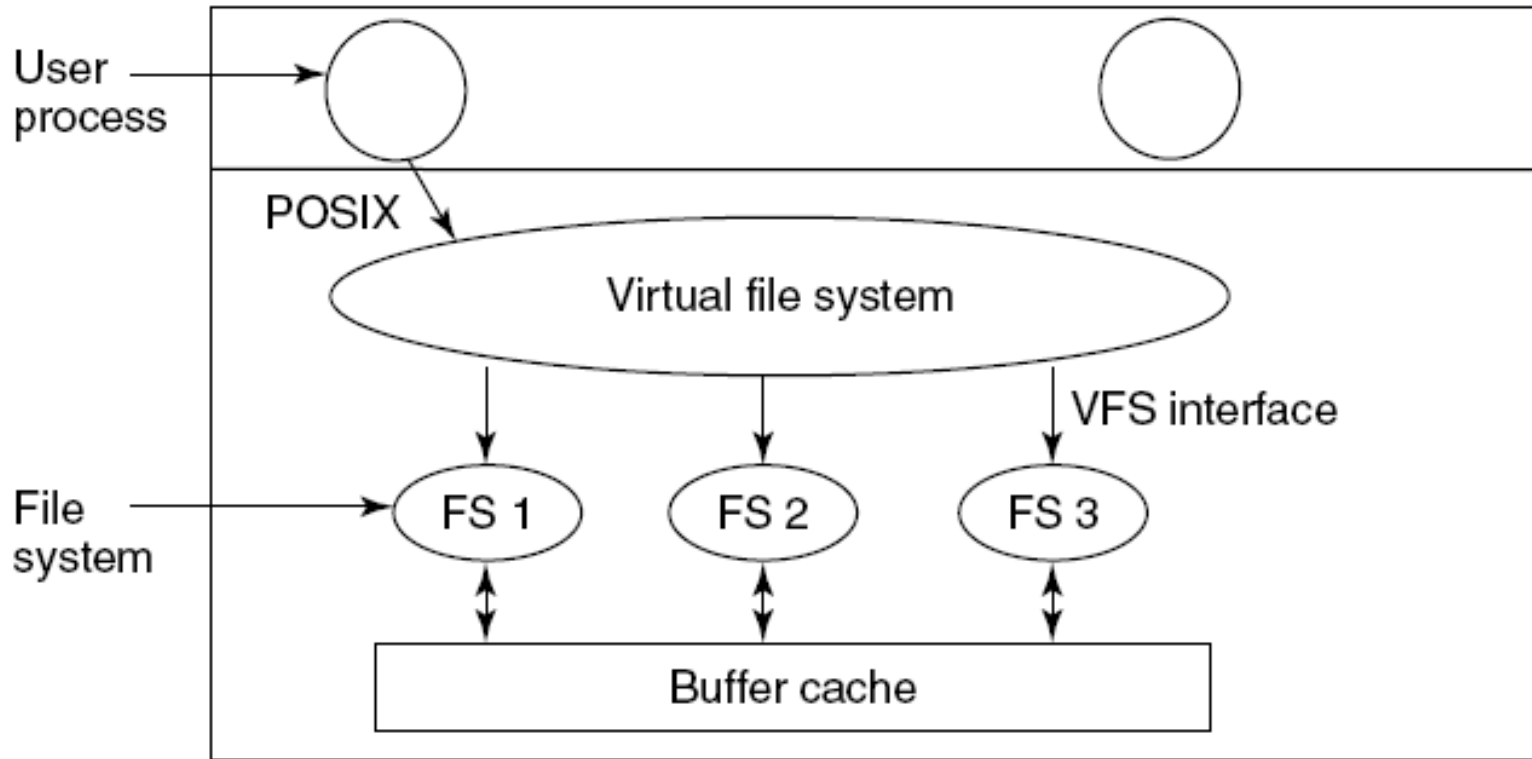 User
process
POSIX
Virtual file system
VFS interface
File
system
FS 1
FS 2
FS 3
Buffer cache